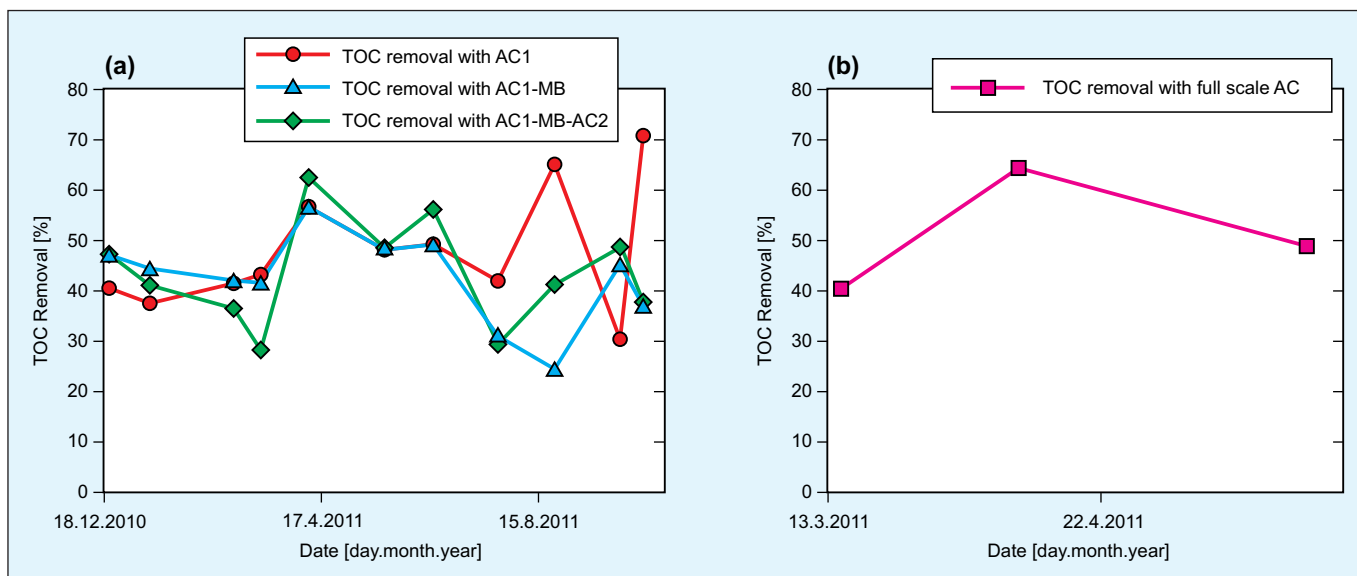 (a)
TOC removal with AC1
TOC removal with AC1-MB
TOC removal with AC1-MB-AC2
80
70
60
50
40
30
20
10
0
TOC Removal [%]
18.12.2010
17.4.2011
15.8.2011
Date [day.month.year]
(b)
TOC removal with full scale AC
80
70
60
50
40
30
20
10
0
TOC Removal [%]
13.3.2011
22.4.2011
Date [day.month.year]